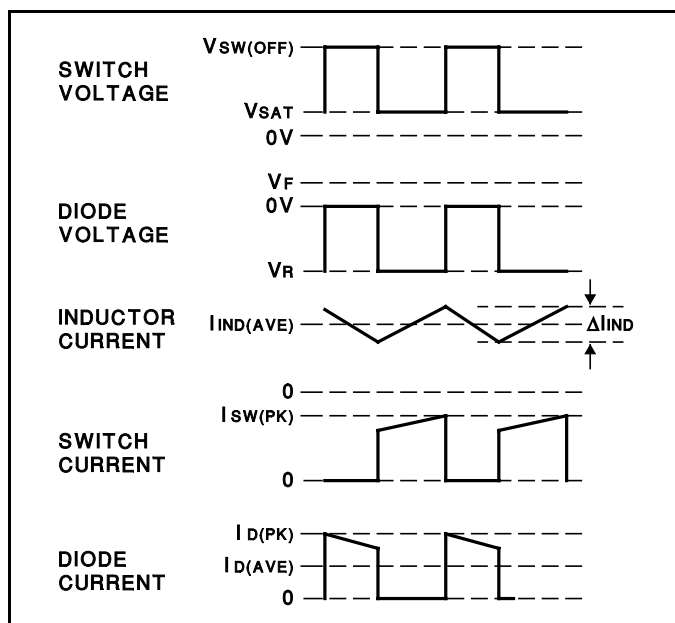 SWITCH
VOLTAGE
VSW(OFF)
VSAT
0V
DIODE
VOLTAGE
VF
0V
VR
INDUCTOR
CURRENT
IIND(AVE)
ΔIIND
0
SWITCH
CURRENT
ISW(PK)
0
DIODE
CURRENT
ID(PK)
ID(AVE)
0